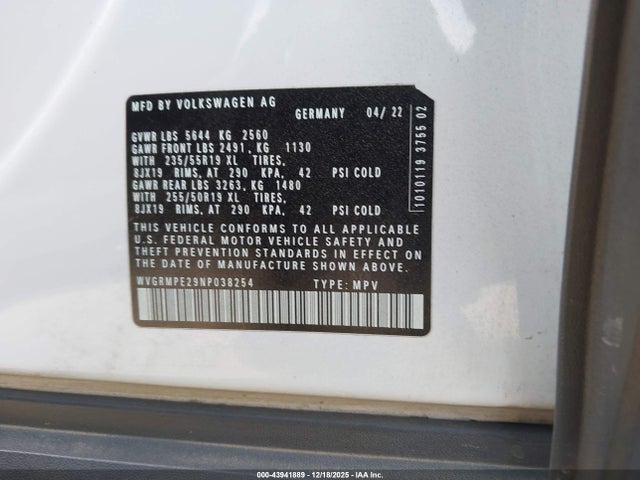 MFD BY VOLKSWAGEN AG
GERMANY 04/ 22
GVWR LBS 5644 KG 2560
GAWR FRONT LBS 2491, KG 1130
WITH 235/55R19 XL TIRES,
8JX19 RIMS, AT 290 KPA, 42 PSI COLD
GAWR REAR LBS 3263, KG 1480
WITH 255/50R19 XL TIRES,
8JX19 RIMS, AT 290 KPA, 42 PSI COLD
THIS VEHICLE CONFORMS TO ALL APPLICABLE
U.S. FEDERAL MOTOR VEHICLE SAFETY AND
THEFT PREVENTION STANDARDS IN EFFECT ON
THE DATE OF MANUFACTURE SHOWN ABOVE.
WVGRMPE29NP038254 TYPE: MPV
1010119 3755 02
000-43941889 - 12/18/2025 - IAA Inc.